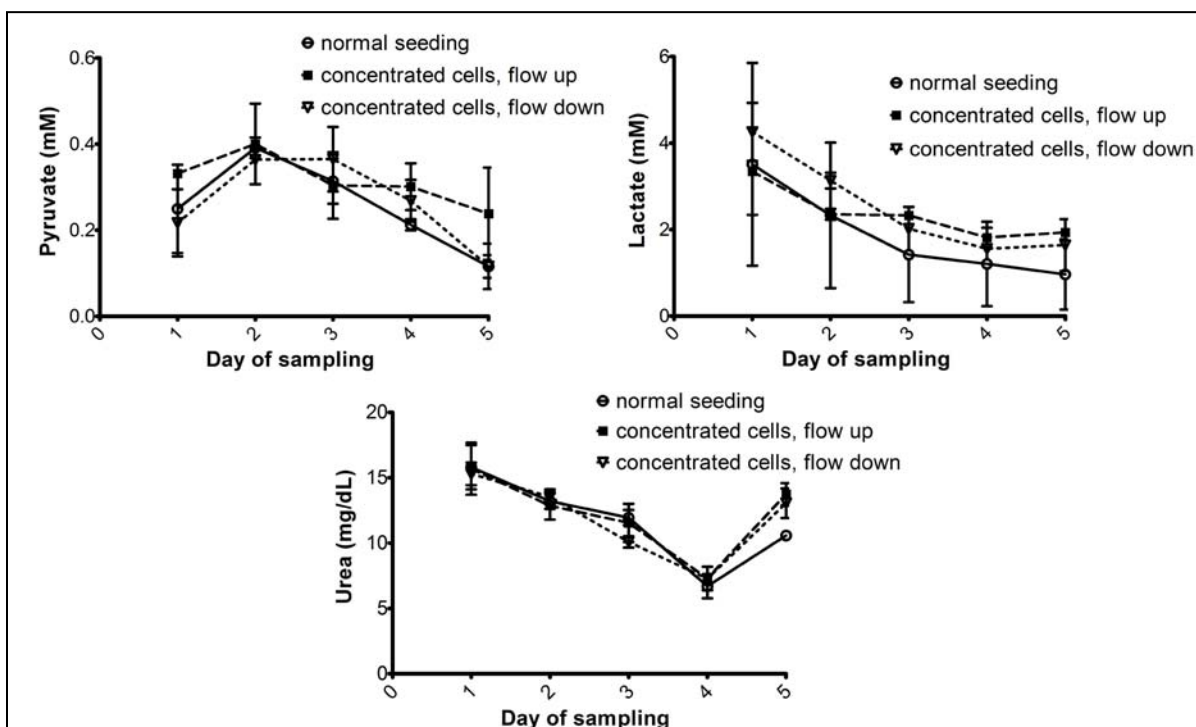 normal seeding
concentrated cells, flow up
concentrated cells, flow down
0.6
0.4
0.2
0.0
Pyruvate (mM)
0 1 2 3 4 5
Day of sampling
normal seeding
concentrated cells, flow up
concentrated cells, flow down
6
4
2
0
Lactate (mM)
0 1 2 3 4 5
Day of sampling
normal seeding
concentrated cells, flow up
concentrated cells, flow down
20
15
10
5
0
Urea (mg/dL)
0 1 2 3 4 5
Day of sampling